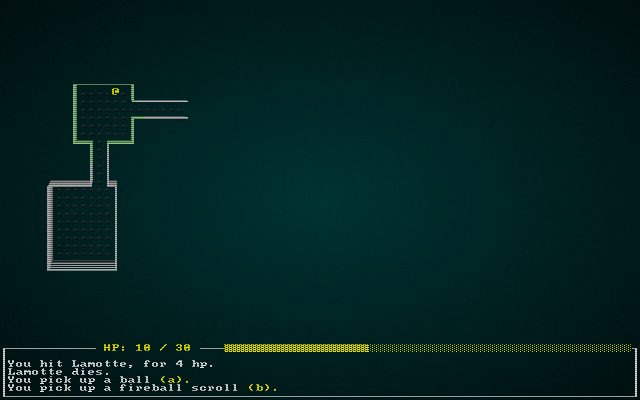 @
HP: 10 / 30
You hit Lamotte, for 4 hp.
Lamotte dies.
You pick up a ball (a).
You pick up a fireball scroll (b).